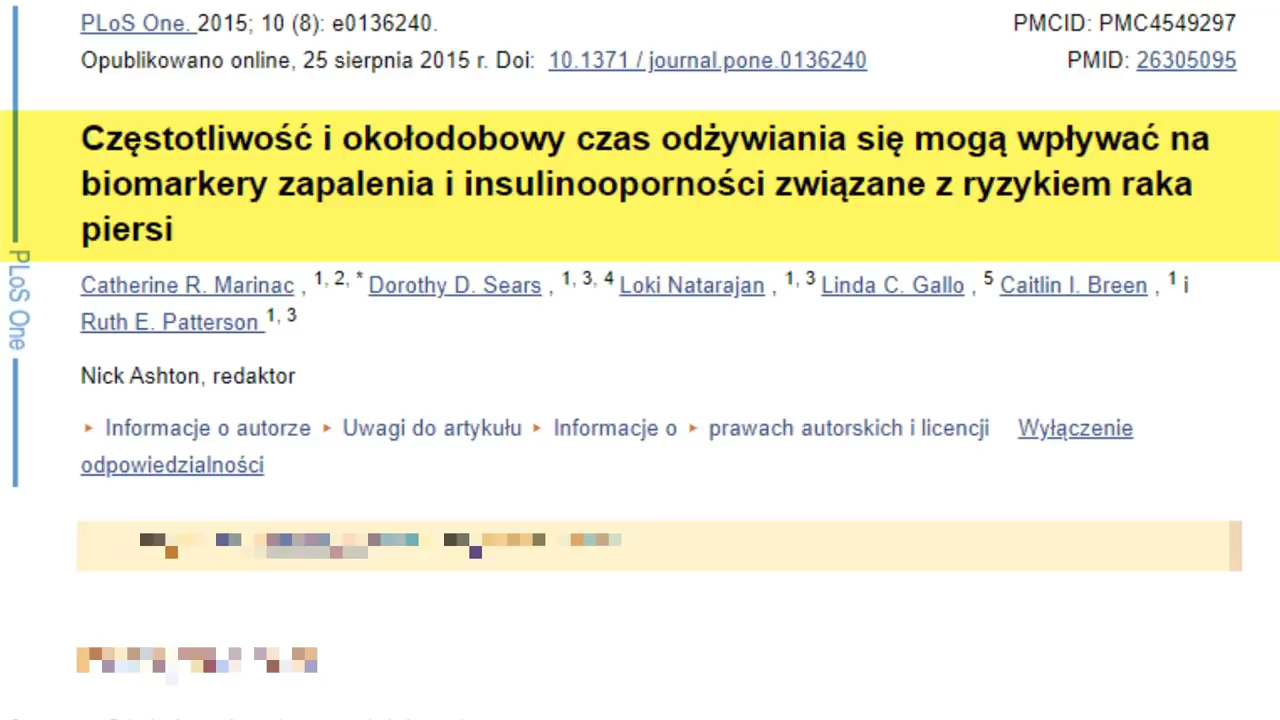 PLoS One. 2015; 10 (8): e0136240.
PMCID: PMC4549297
Opublikowano online, 25 sierpnia 2015 r. Doi: 10.1371 / journal.pone.0136240
PMID: 26305095
Częstotliwość i okołodobowy czas odżywiania się mogą wpływać na
biomarkery zapalenia i insulinooporności związane z ryzykiem raka
piersi
PLoS One
Catherine R. Marinac , 1, 2, * Dorothy D. Sears , 1, 3, 4 Loki Natarajan , 1, 3 Linda C. Gallo , 5 Caitlin I. Breen , 1 i
Ruth E. Patterson 1, 3
Nick Ashton, redaktor
▸ Informacje o autorze ▸ Uwagi do artykułu ▸ Informacje o ▸ prawach autorskich i licencji Wyłączenie
odpowiedzialności